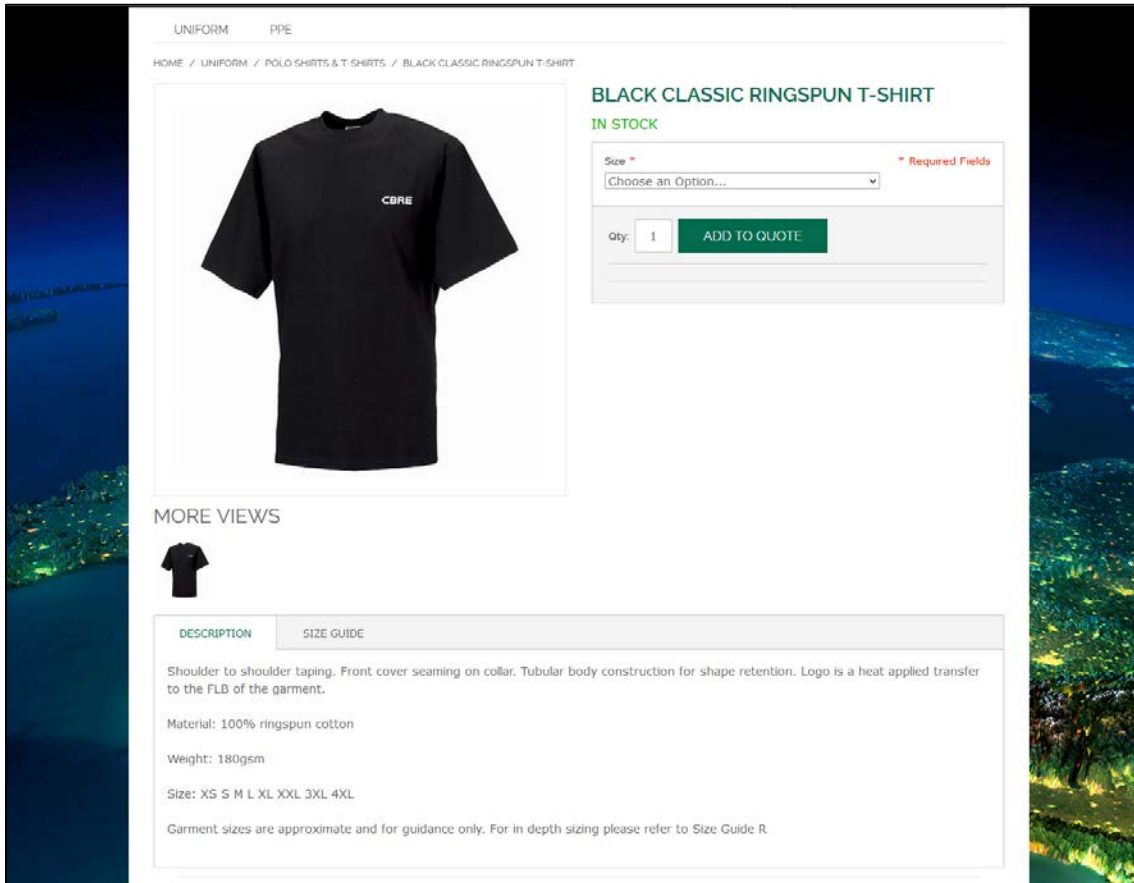 UNIFORM PPE
HOME / UNIFORM / POLO SHIRTS & T-SHIRTS / BLACK CLASSIC RINGSPUN T-SHIRT
BLACK CLASSIC RINGSPUN T-SHIRT
IN STOCK
Size * * Required Fields
Choose an Option...
Qty: 1 ADD TO QUOTE
CBRE
MORE VIEWS
DESCRIPTION SIZE GUIDE
Shoulder to shoulder taping. Front cover seaming on collar. Tubular body construction for shape retention. Logo is a heat applied transfer
to the FLB of the garment.
Material: 100% ringspun cotton
Weight: 180gsm
Size: XS S M L XL XXL 3XL 4XL
Garment sizes are approximate and for guidance only. For in depth sizing please refer to Size Guide R